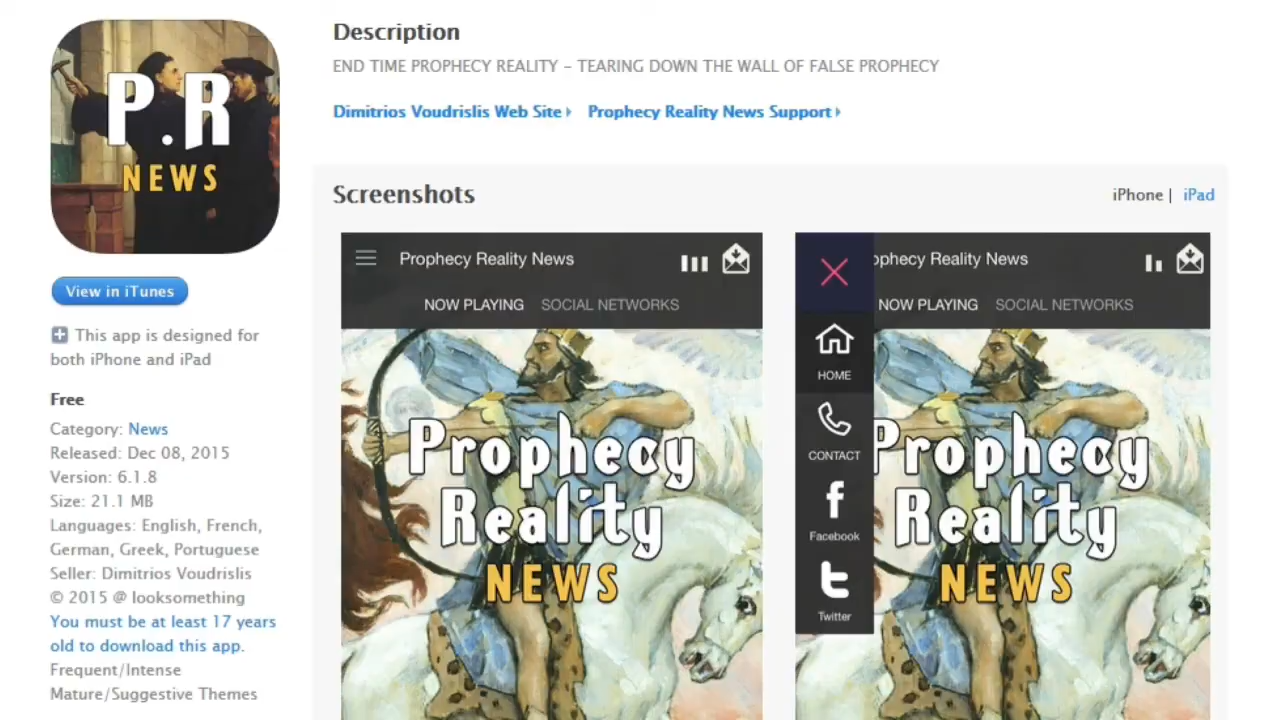 P.R
NEWS
View in iTunes
This app is designed for
both iPhone and iPad
Free
Category: News
Released: Dec 08, 2015
Version: 6.1.8
Size: 21.1 MB
Languages: English, French,
German, Greek, Portuguese
Seller: Dimitrios Voudrislis
© 2015 @ looksomething
You must be at least 17 years
old to download this app.
Frequent/Intense
Mature/Suggestive Themes
Description
END TIME PROPHECY REALITY – TEARING DOWN THE WALL OF FALSE PROPHECY
Dimitrios Voudrislis Web Site
Prophecy Reality News Support
Screenshots
iPhone | iPad
Prophecy Reality News
NOW PLAYING SOCIAL NETWORKS
Prophecy
Reality
NEWS
ophecy Reality News
NOW PLAYING SOCIAL NETWORKS
HOME
CONTACT
Facebook
Twitter
Prophecy
Reality
NEWS